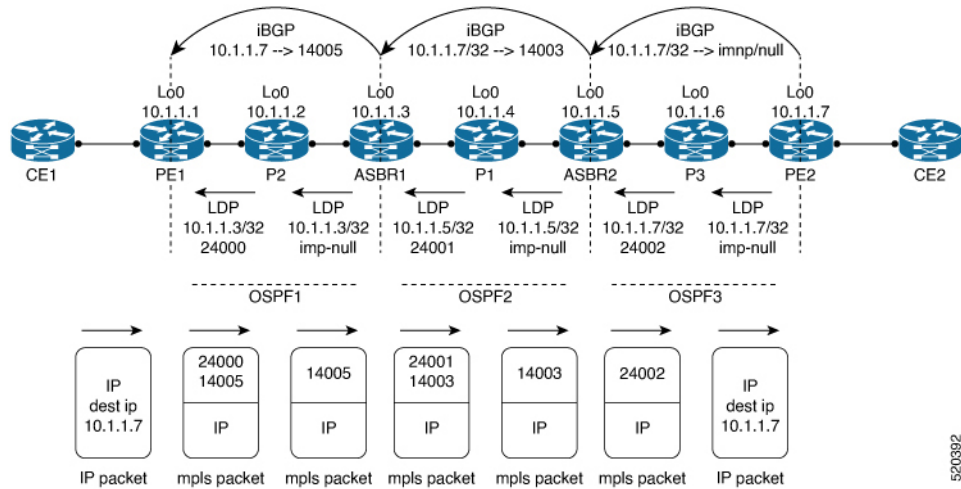 iBGP
10.1.1.7 --> 14005
iBGP
10.1.1.7/32 --> 14003
iBGP
10.1.1.7/32 --> imnp/null
Lo0
10.1.1.1
Lo0
10.1.1.2
Lo0
10.1.1.3
Lo0
10.1.1.4
Lo0
10.1.1.5
Lo0
10.1.1.6
Lo0
10.1.1.7
CE1
PE1
P2
ASBR1
P1
ASBR2
P3
PE2
CE2
LDP
10.1.1.3/32
24000
LDP
10.1.1.3/32
imp-null
LDP
10.1.1.5/32
24001
LDP
10.1.1.5/32
imp-null
LDP
10.1.1.7/32
24002
LDP
10.1.1.7/32
imp-null
OSPF1
OSPF2
OSPF3
IP
dest ip
10.1.1.7
IP packet
24000
14005
IP
mpls packet
14005
IP
mpls packet
24001
14003
IP
mpls packet
14003
IP
mpls packet
24002
IP
mpls packet
IP
dest ip
10.1.1.7
IP packet
520392